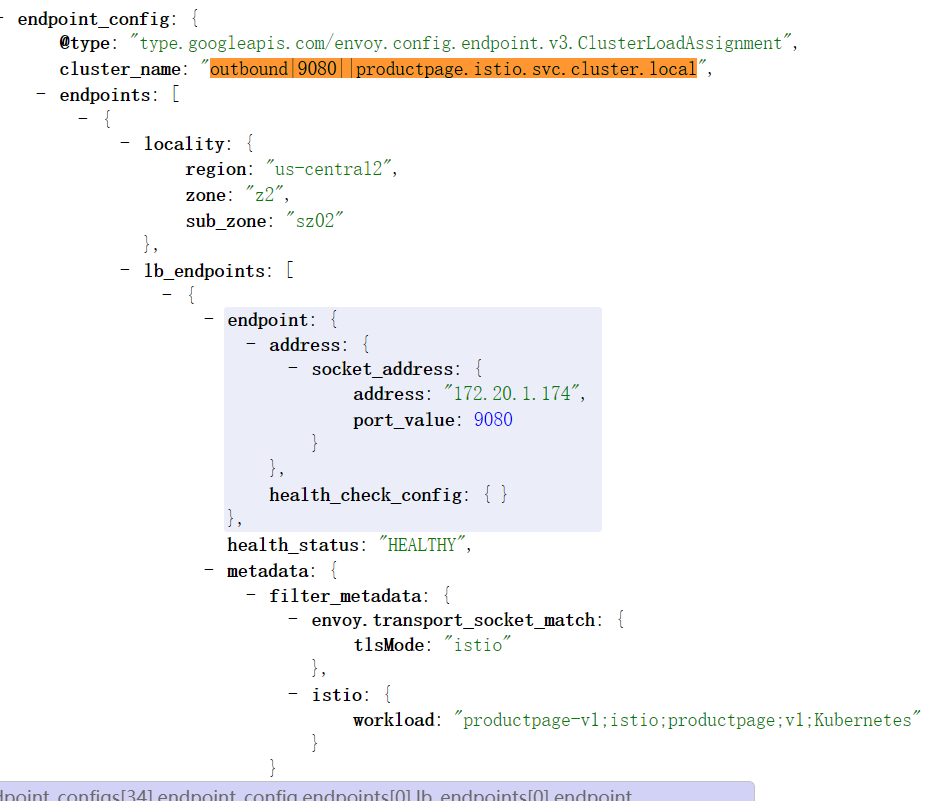 - endpoint_config: {
@type: "type.googleapis.com/envoy.config.endpoint.v3.ClusterLoadAssignment",
cluster_name: "outbound|9080||productpage.istio.svc.cluster.local",
- endpoints: [
- {
- locality: {
region: "us-central2",
zone: "z2",
sub_zone: "sz02"
},
- lb_endpoints: [
- {
- endpoint: {
- address: {
- socket_address: {
address: "172.20.1.174",
port_value: 9080
}
},
health_check_config: { }
},
health_status: "HEALTHY",
- metadata: {
- filter_metadata: {
- envoy.transport_socket_match: {
tlsMode: "istio"
},
- istio: {
workload: "productpage-v1;istio;productpage;v1;Kubernetes"
}
}
dpoint_configs[34].endpoint_config.endpoints[0].lb_endpoints[0].endpoint